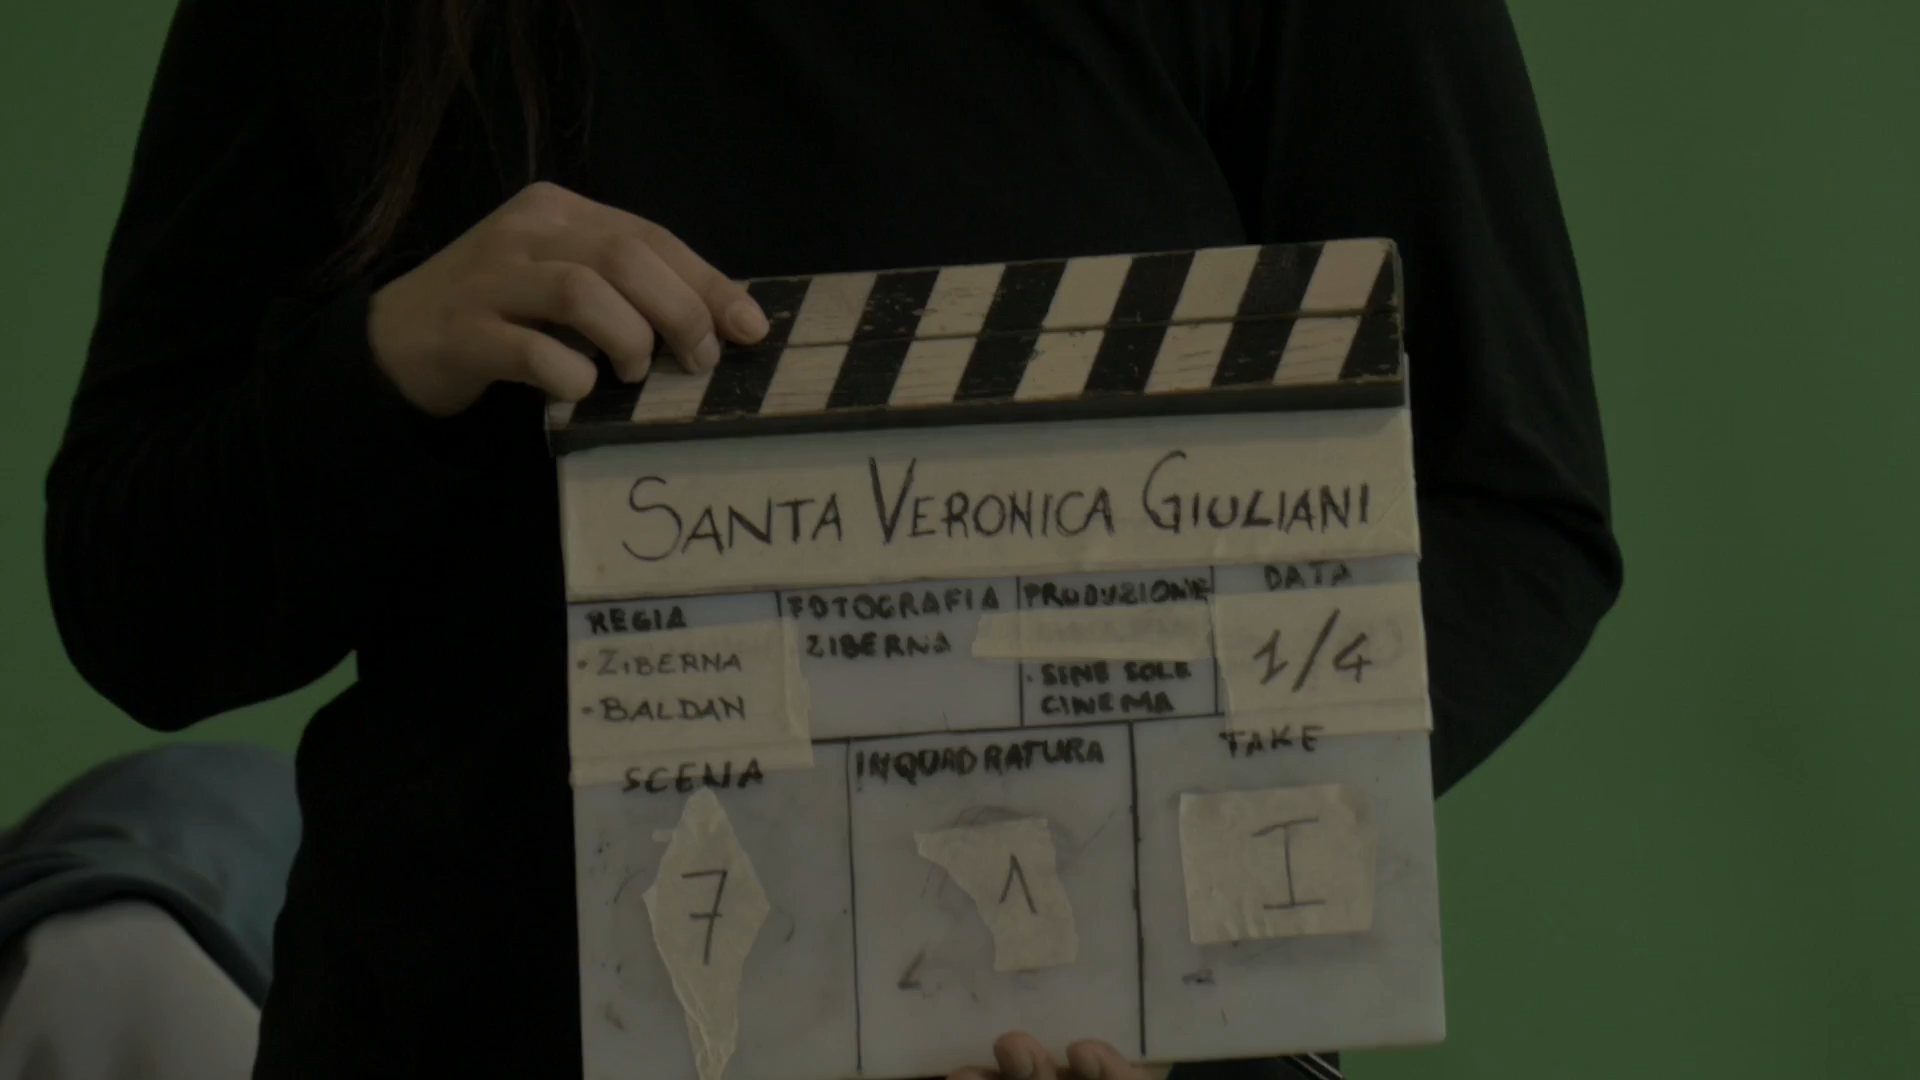 SANTA VERONICA GIULIANI
REGIA
- ZIBERNA
- BALDAN
FOTOGRAFIA
ZIBERNA
PRODUZIONE
- SINE SOLE
CINEMA
DATA
1/4
SCENA
7
INQUADRATURA
1
TAKE
I